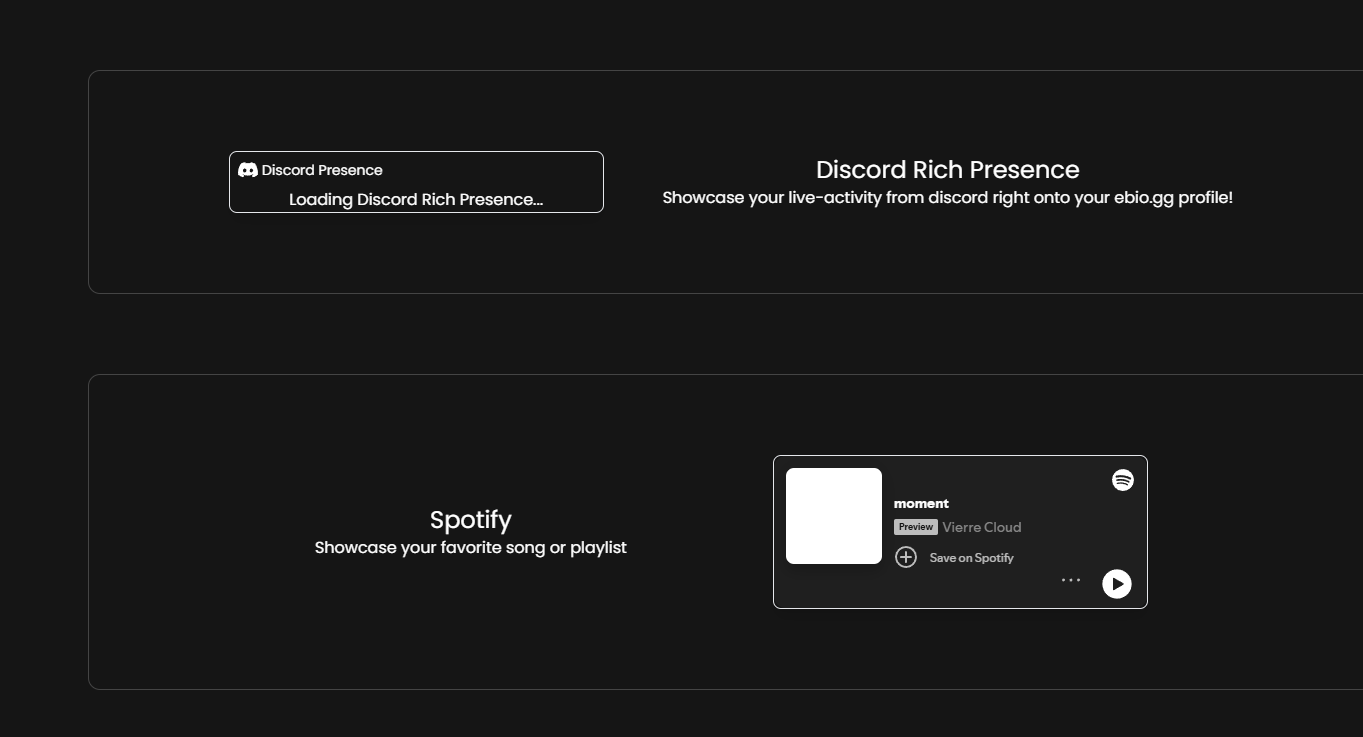 Discord Presence
Loading Discord Rich Presence...
Discord Rich Presence
Showcase your live-activity from discord right onto your ebio.gg profile!
Spotify
Showcase your favorite song or playlist
moment
Preview Vierre Cloud
Save on Spotify